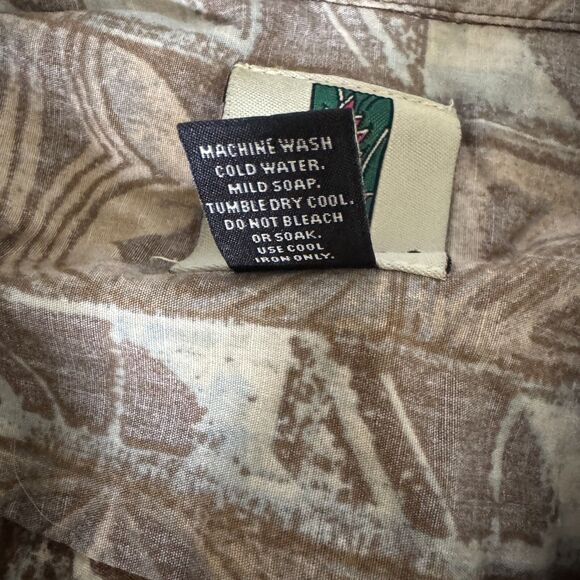 MACHINE WASH
COLD WATER.
MILD SOAP.
TUMBLE DRY COOL.
DO NOT BLEACH
OR SOAK.
USE COOL
IRON ONLY.